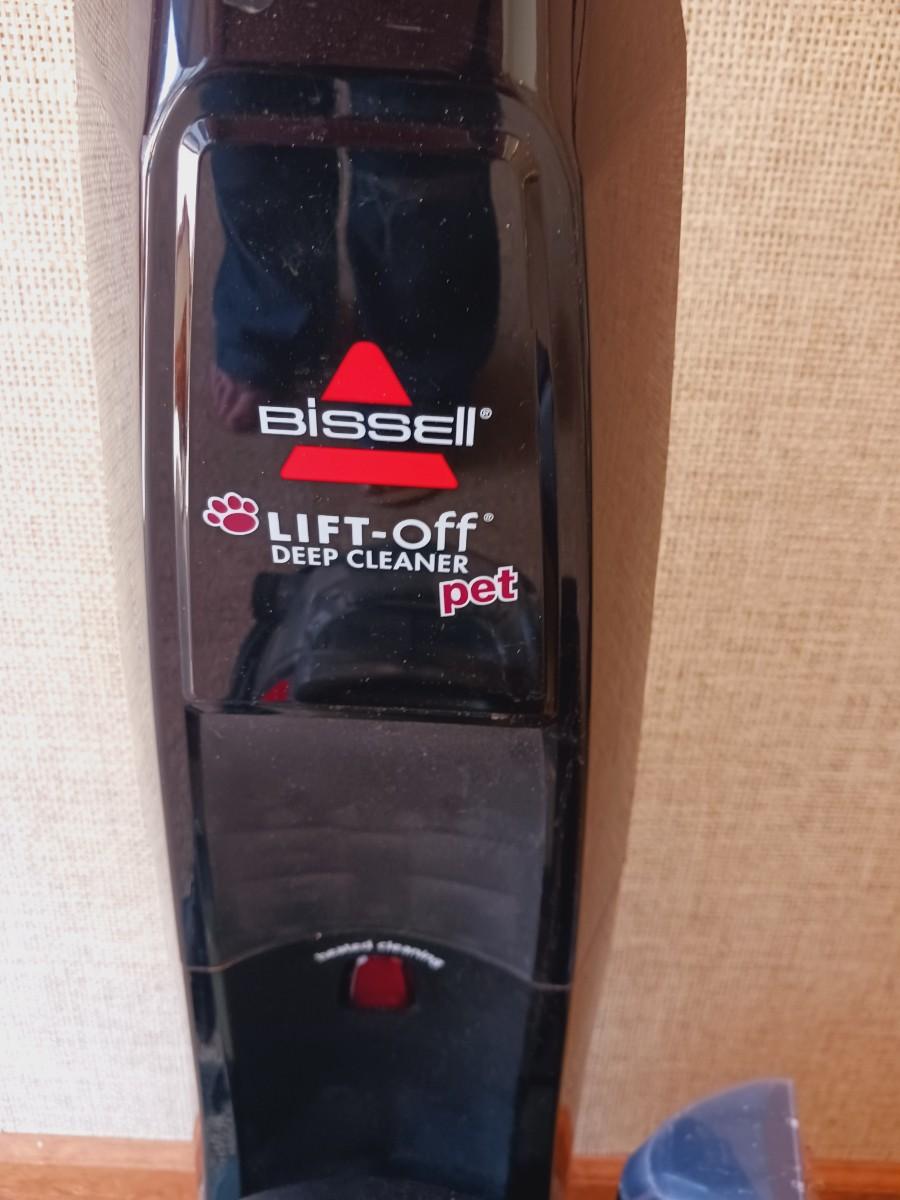 BISSELL®
LIFT-Off®
DEEP CLEANER
pet
heated cleaning